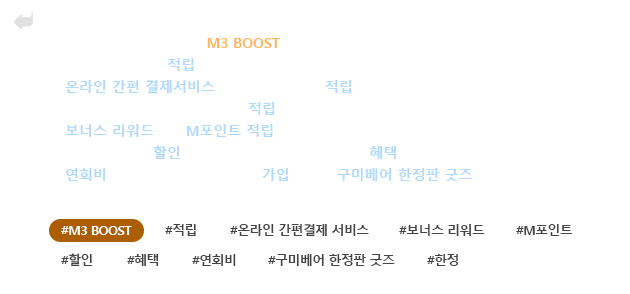 M3 BOOST
적립
온라인 간편 결제서비스 적립
적립
보너스 리워드 M포인트 적립
할인 혜택
연회비 가입 구미베어 한정판 굿즈
#M3 BOOST #적립 #온라인 간편결제 서비스 #보너스 리워드 #M포인트
#할인 #혜택 #연회비 #구미베어 한정판 굿즈 #한정